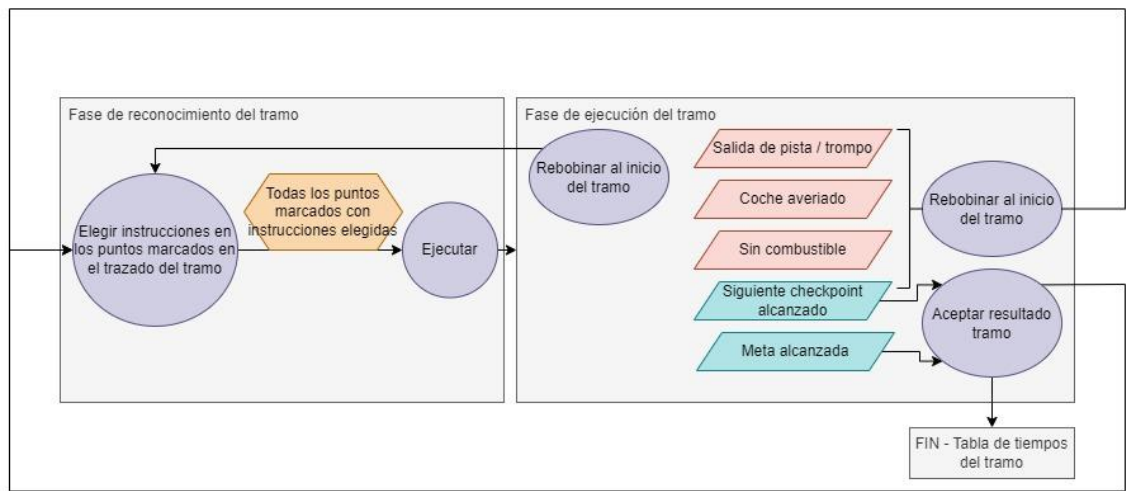 Fase de reconocimiento del tramo
Elegir instrucciones en
los puntos marcados en
el trazado del tramo
Todas los puntos
marcados con
instrucciones elegidas
Ejecutar
Fase de ejecución del tramo
Rebobinar al inicio
del tramo
Salida de pista / trompo
Coche averiado
Sin combustible
Siguiente checkpoint
alcanzado
Meta alcanzada
Rebobinar al inicio
del tramo
Aceptar resultado
tramo
FIN - Tabla de tiempos
del tramo